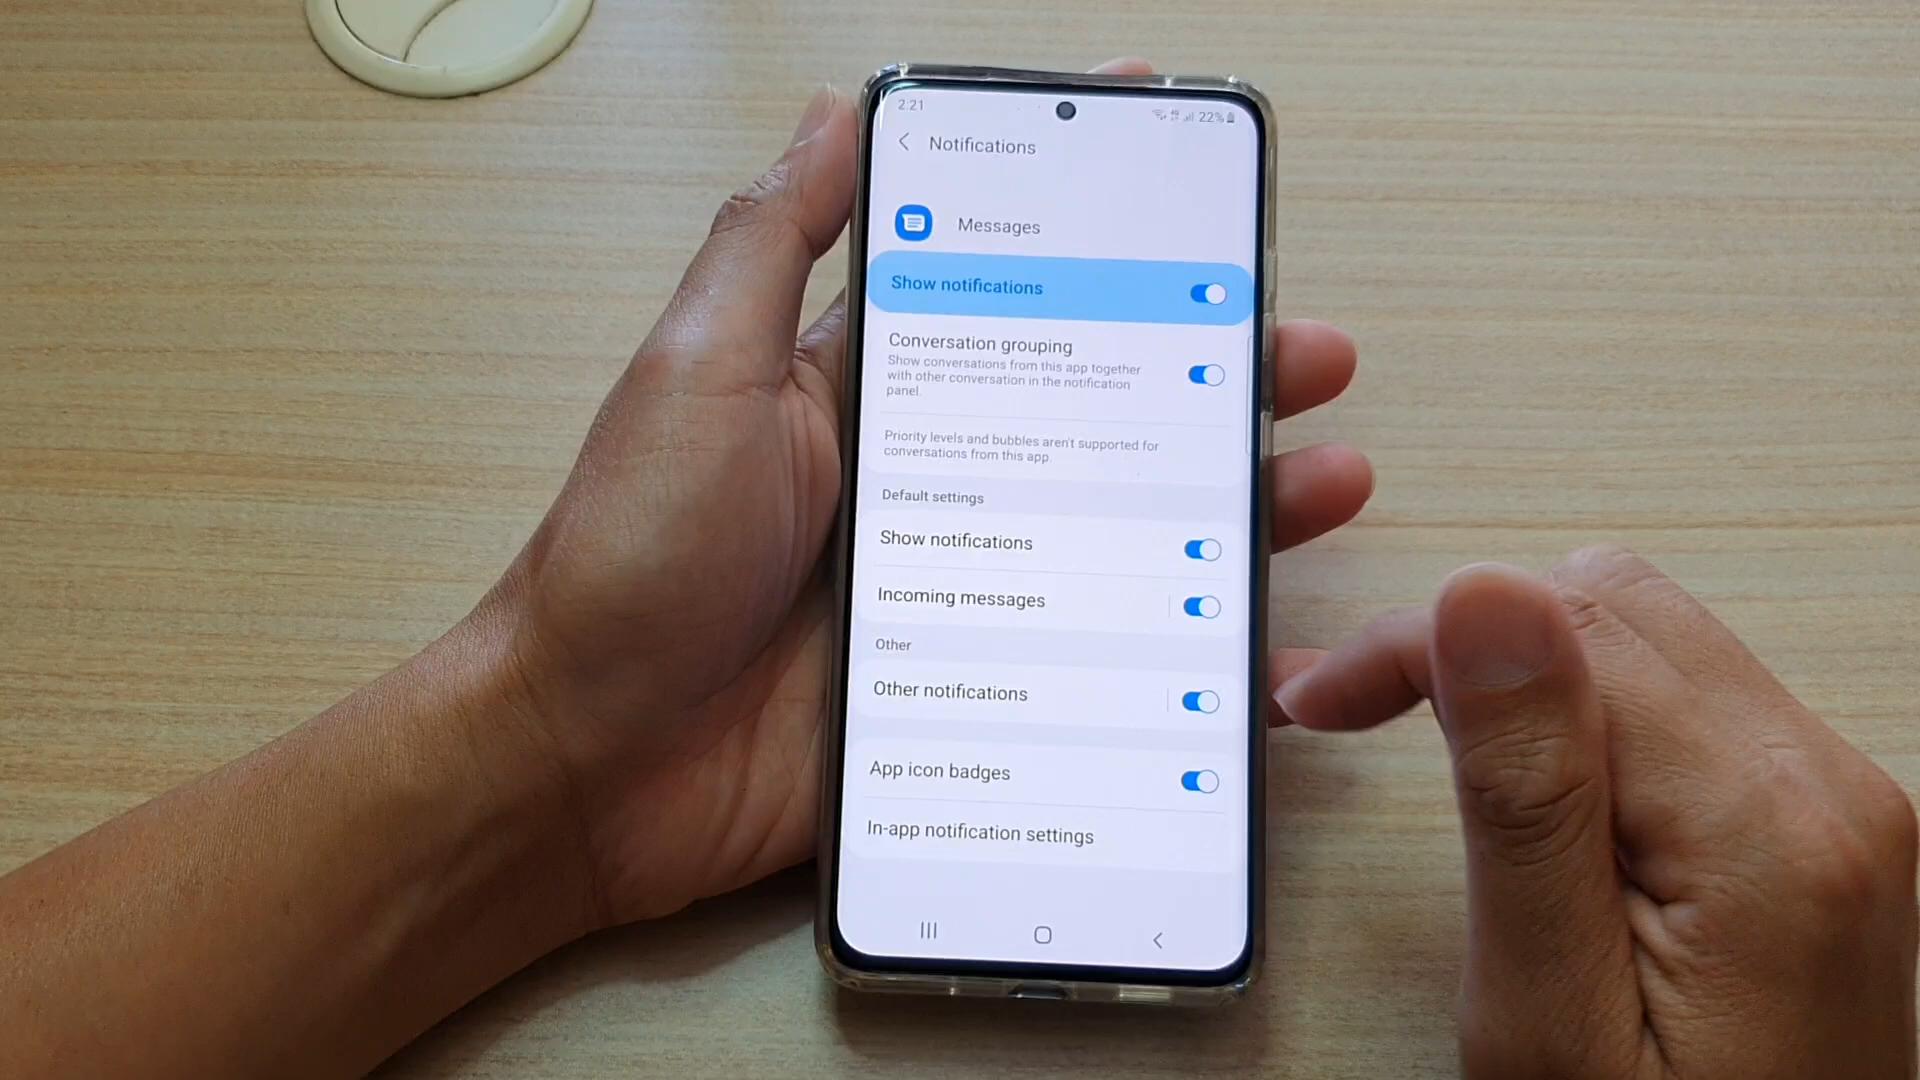 2:21
22%
Notifications
Messages
Show notifications
Conversation grouping
Show conversations from this app together
with other conversation in the notification
panel.
Priority levels and bubbles aren't supported for
conversations from this app.
Default settings
Show notifications
Incoming messages
Other
Other notifications
App icon badges
In-app notification settings